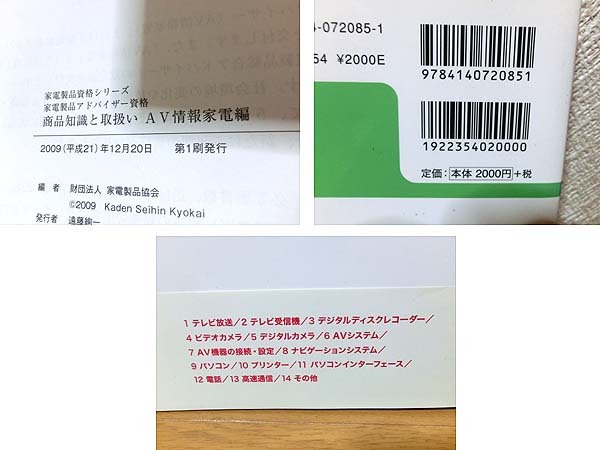 家電製品資格シリーズ
家電製品アドバイザー資格
商品知識と取扱い AV情報家電編
2009(平成21)年12月20日 第1刷発行
編 者 財団法人 家電製品協会
©2009 Kaden Seihin Kyokai
発行者 遠藤絢一
4-072085-1
54 ¥2000E
9784140720851
1922354020000
定価:本体2000円+税
1 テレビ放送/2 テレビ受信機/3 デジタルディスクレコーダー/
4 ビデオカメラ/5 デジタルカメラ/6 AVシステム/
7 AV機器の接続・設定/8 ナビゲーションシステム/
9 パソコン/10 プリンター/11 パソコンインターフェース/
12 電話/13 高速通信/14 その他